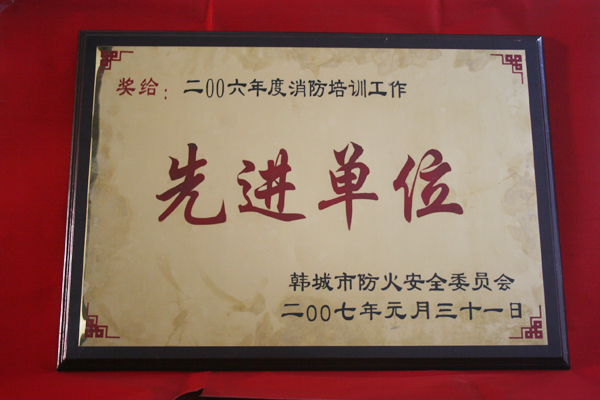 奖给：二00六年度消防培训工作
先进单位
韩城市防火安全委员会
二00七年元月三十一日